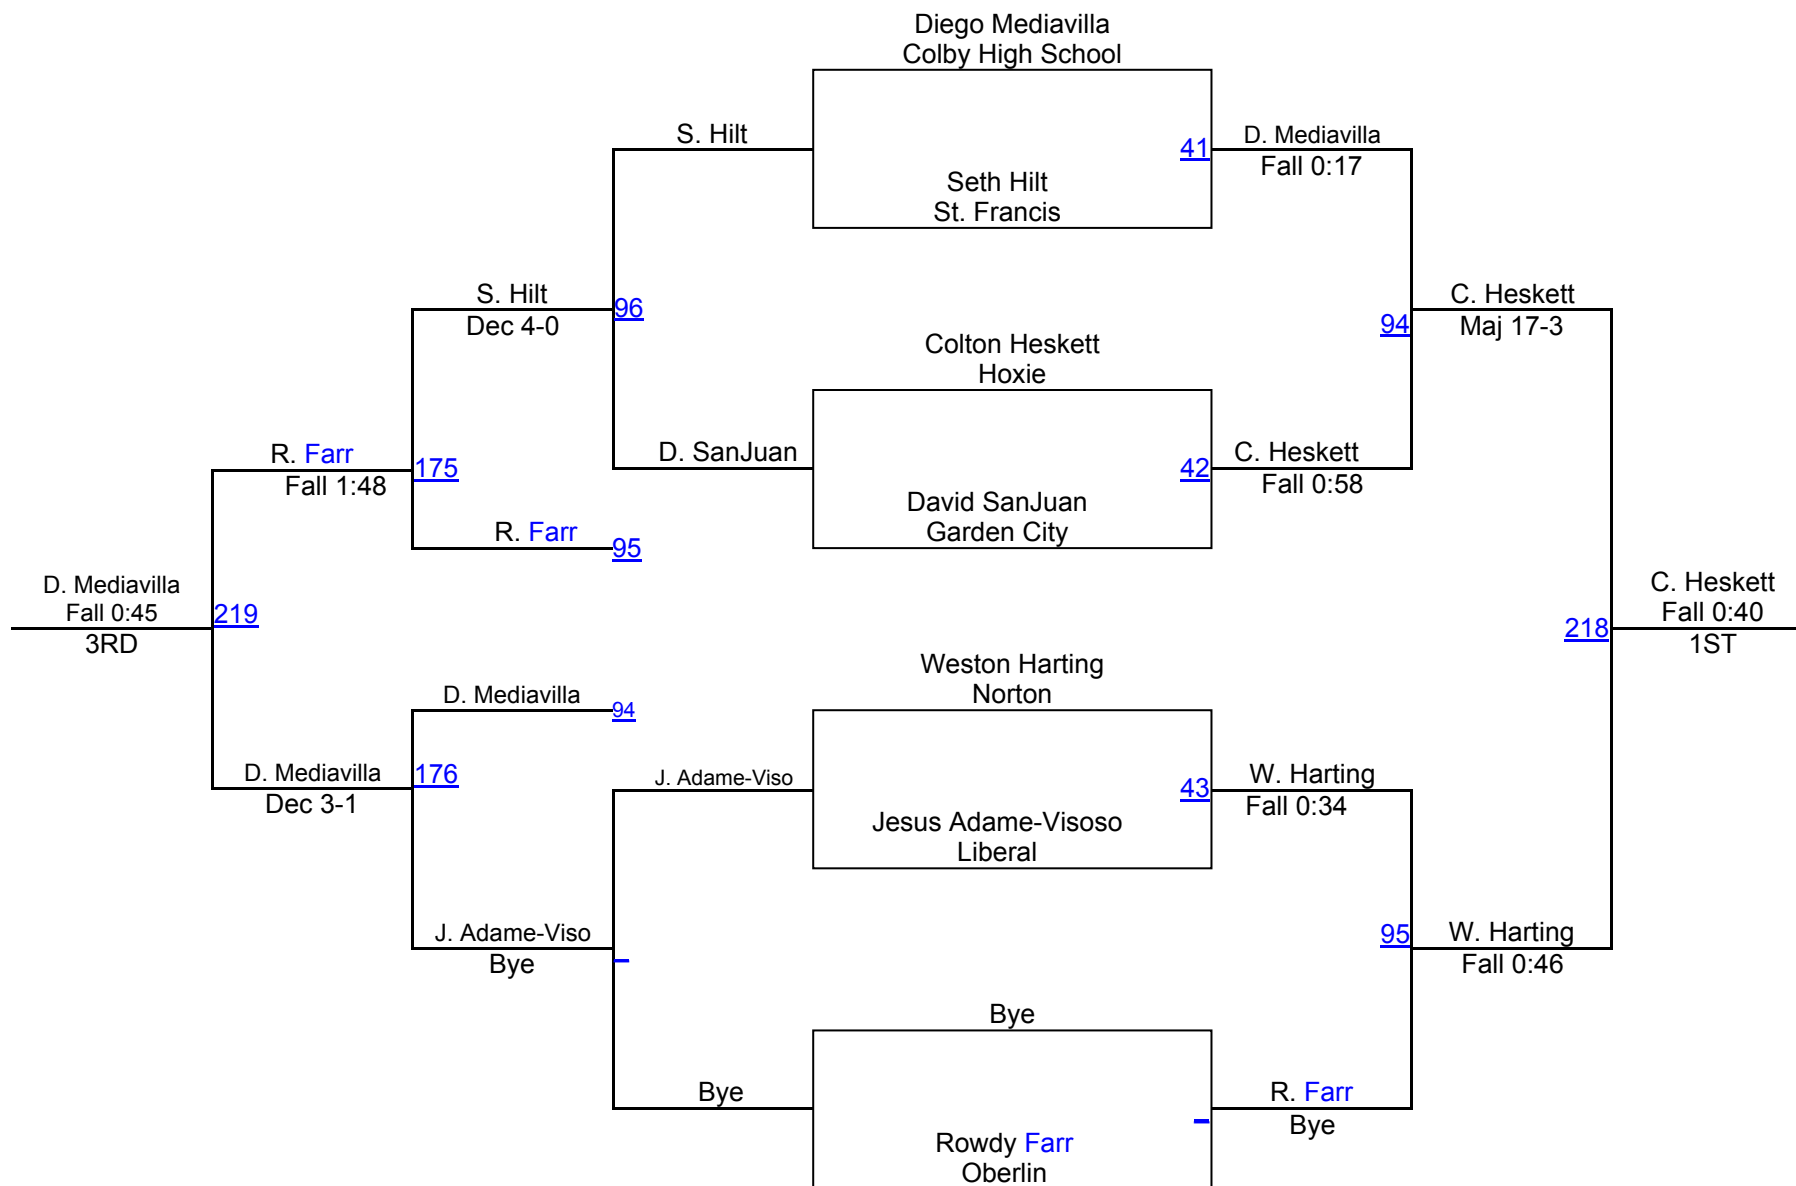 Diego Mediavilla
Colby High School
S. Hilt
41
D. Mediavilla
Fall 0:17
Seth Hilt
St. Francis
S. Hilt
Dec 4-0
96
94
C. Heskett
Maj 17-3
Colton Heskett
Hoxie
R. Farr
Fall 1:48
175
D. SanJuan
42
C. Heskett
Fall 0:58
David SanJuan
Garden City
R. Farr
95
D. Mediavilla
Fall 0:45
3RD
219
218
C. Heskett
Fall 0:40
1ST
Weston Harting
Norton
D. Mediavilla
94
D. Mediavilla
Dec 3-1
176
J. Adame-Viso
43
W. Harting
Fall 0:34
Jesus Adame-Visoso
Liberal
J. Adame-Viso
Bye
95
W. Harting
Fall 0:46
Bye
Bye
R. Farr
Bye
Rowdy Farr
Oberlin